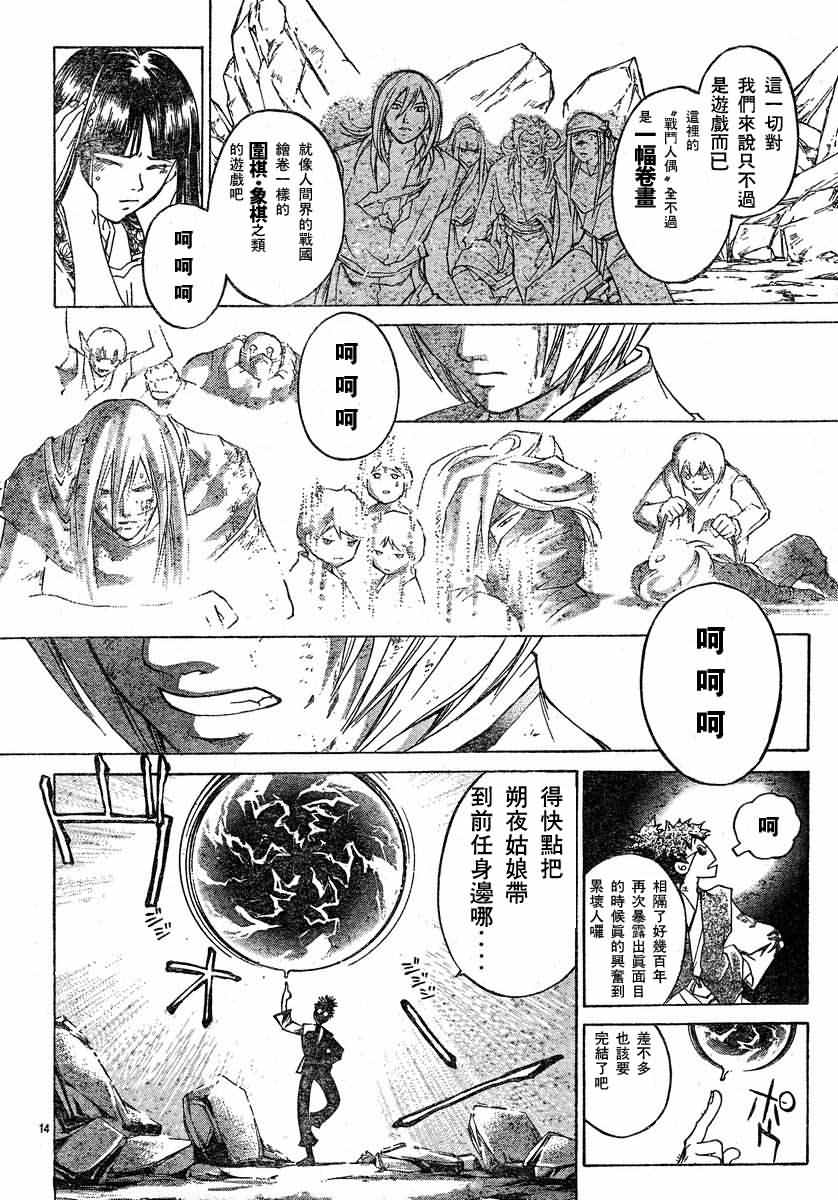 這一切對
我們來說只不過
是遊戲而已
這裡的
〝戰鬥人偶〞全不過
是一幅卷畫
就像人間界的戰國
繪卷一樣的
圍棋·象棋之類
的遊戲吧
呵呵呵
呵呵呵
呵呵呵
呵
相隔了好幾百年
再次暴露出眞面目
的時候眞的興奮到
累壞人囉
差不多
也該要
完結了吧
ポウ
得快點把
朔夜姑娘帶
到前任身邊哪‥‥
14